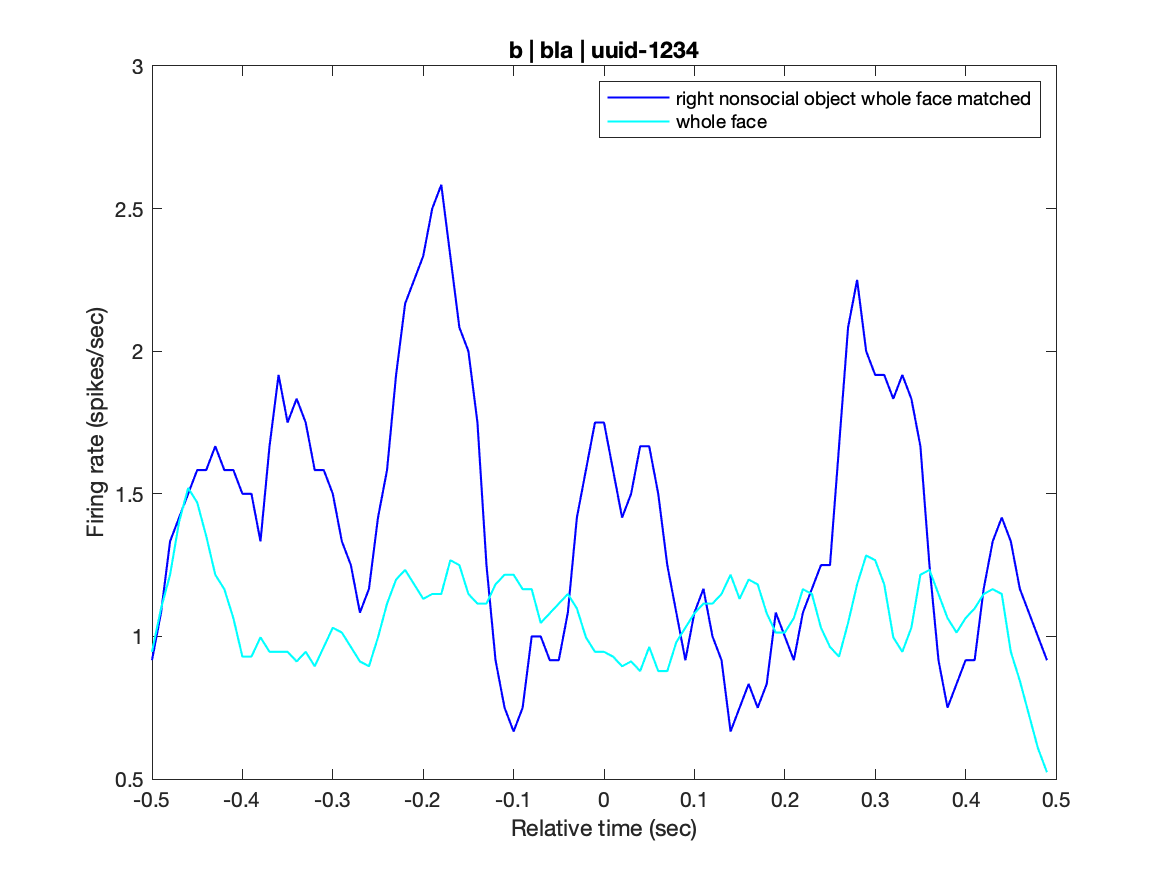 b | bla | uuid-1234
3
right nonsocial object whole face matched
whole face
2.5
2
1.5
1
0.5
Firing rate (spikes/sec)
-0.5 -0.4 -0.3 -0.2 -0.1 0 0.1 0.2 0.3 0.4 0.5
Relative time (sec)